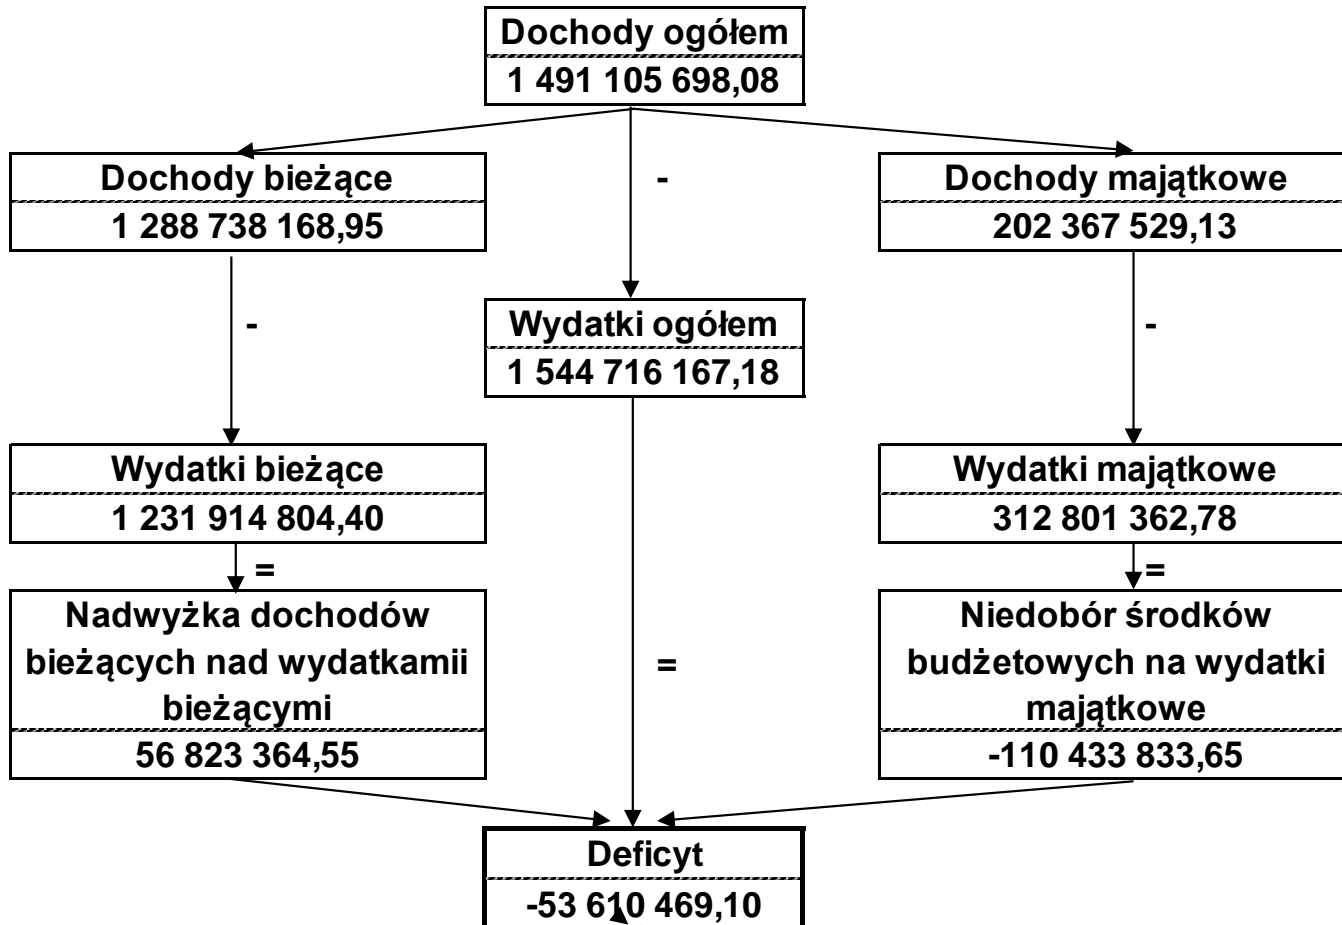 Dochody ogółem
1 491 105 698,08
Dochody bieżące
1 288 738 168,95
-
Dochody majątkowe
202 367 529,13
-
Wydatki ogółem
1 544 716 167,18
-
Wydatki bieżące
1 231 914 804,40
Wydatki majątkowe
312 801 362,78
=
=
Nadwyżka dochodów
bieżących nad wydatkamii
bieżącymi
56 823 364,55
=
Niedobór środków
budżetowych na wydatki
majątkowe
-110 433 833,65
Deficyt
-53 610 469,10